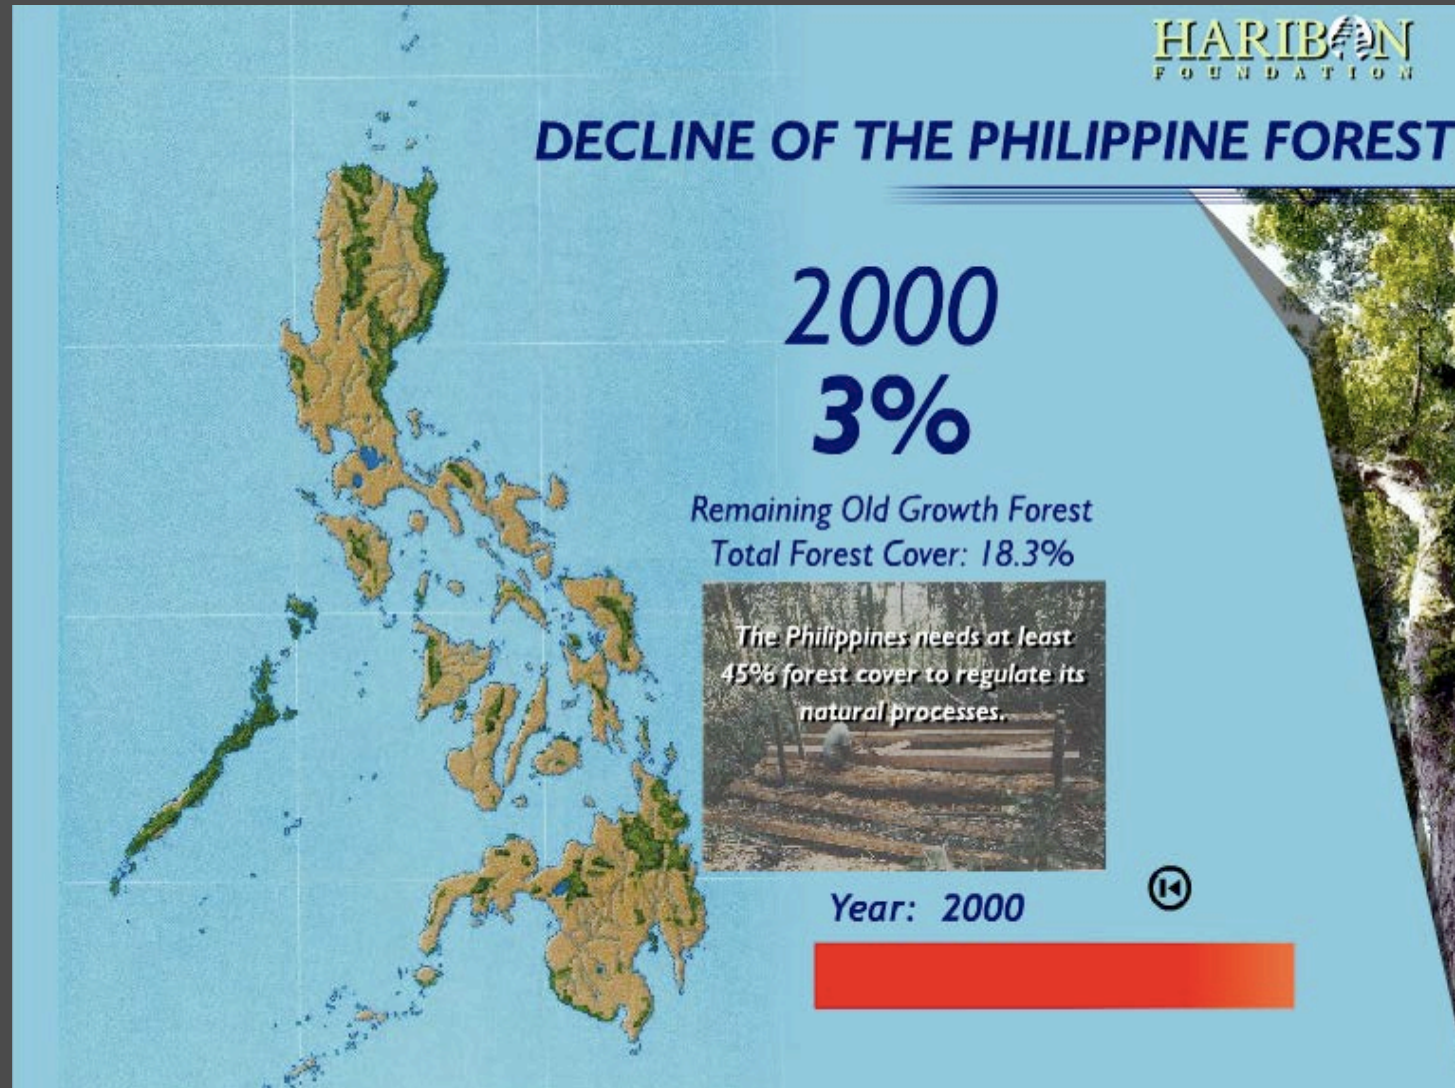 HARIBON
FOUNDATION
DECLINE OF THE PHILIPPINE FOREST
2000
3%
Remaining Old Growth Forest
Total Forest Cover: 18.3%
The Philippines needs at least
45% forest cover to regulate its
natural processes.
Year: 2000